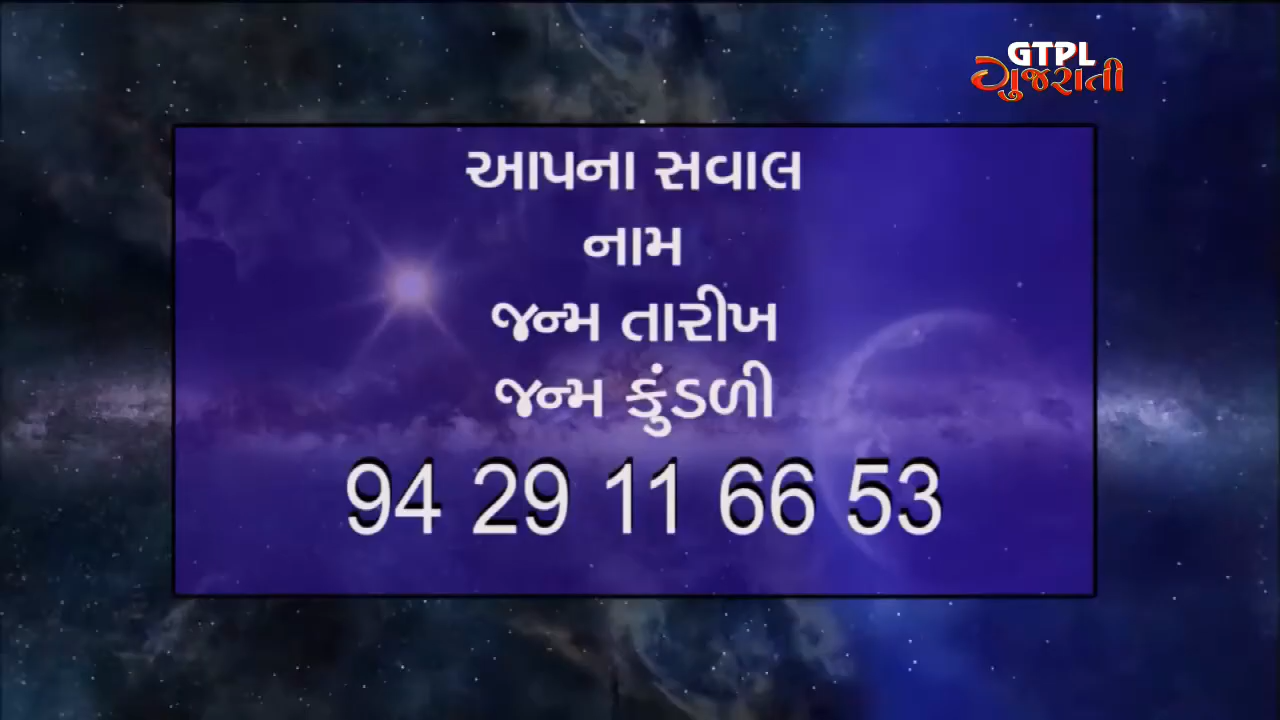 GTPL
ગુજરાતી
આપના સવાલ
નામ
જન્મ તારીખ
જન્મ કુંડળી
94 29 11 66 53